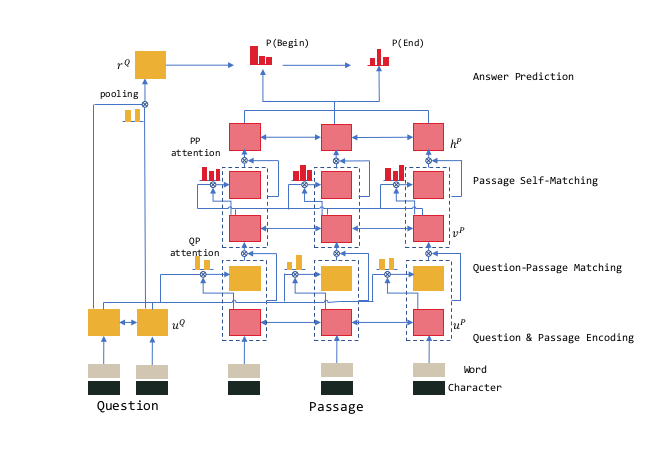 P(Begin)
P(End)
r^Q
Answer Prediction
pooling
PP
attention
h^P
Passage Self-Matching
v^P
QP
attention
Question-Passage Matching
u^Q
u^P
Question & Passage Encoding
Word
Character
Question
Passage